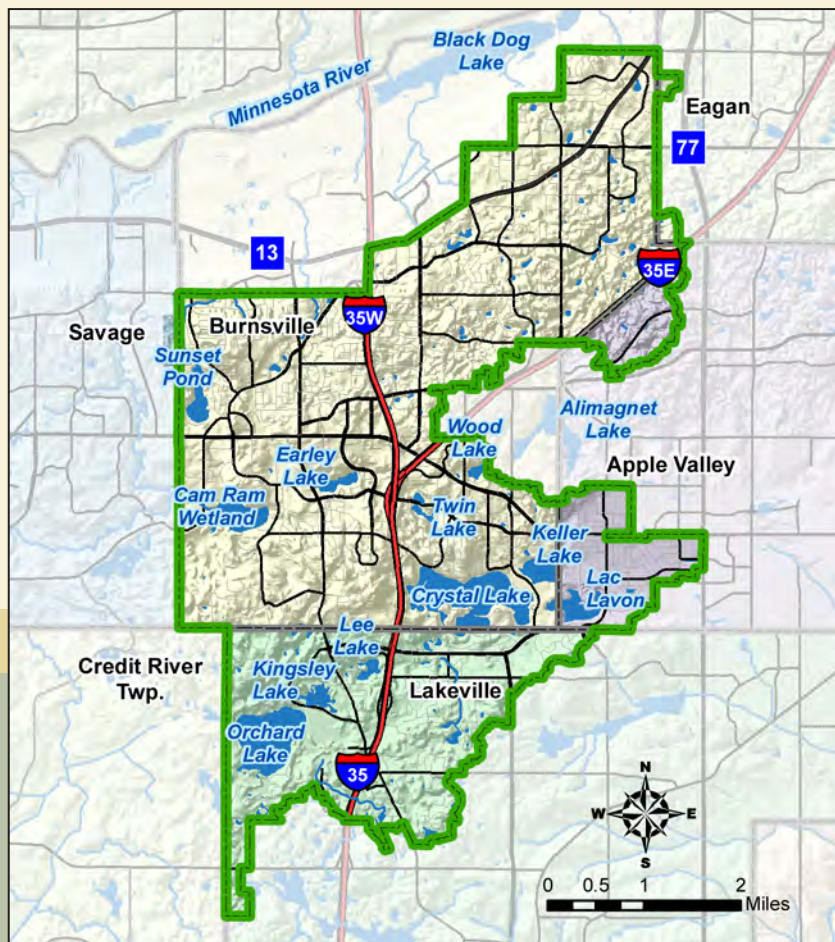 Black Dog
Lake
Minnesota River
Eagan
77
13
35E
Savage
Burnsville
35W
Sunset
Pond
Alimagnet
Lake
Wood
Lake
Apple Valley
Earley
Lake
Cam Ram
Wetland
Twin
Lake
Keller
Lake
Crystal Lake
Lac
Lavon
Lee
Lake
Credit River
Twp.
Kingsley
Lake
Lakeville
Orchard
Lake
35
N
W E
S
0 0.5 1 2
Miles